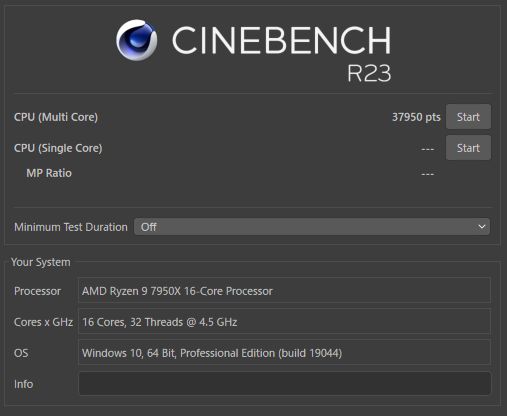 CINEBENCH
R23
CPU (Multi Core) 37950 pts Start
CPU (Single Core) --- Start
MP Ratio ---
Minimum Test Duration Off
Your System
Processor AMD Ryzen 9 7950X 16-Core Processor
Cores x GHz 16 Cores, 32 Threads @ 4.5 GHz
OS Windows 10, 64 Bit, Professional Edition (build 19044)
Info